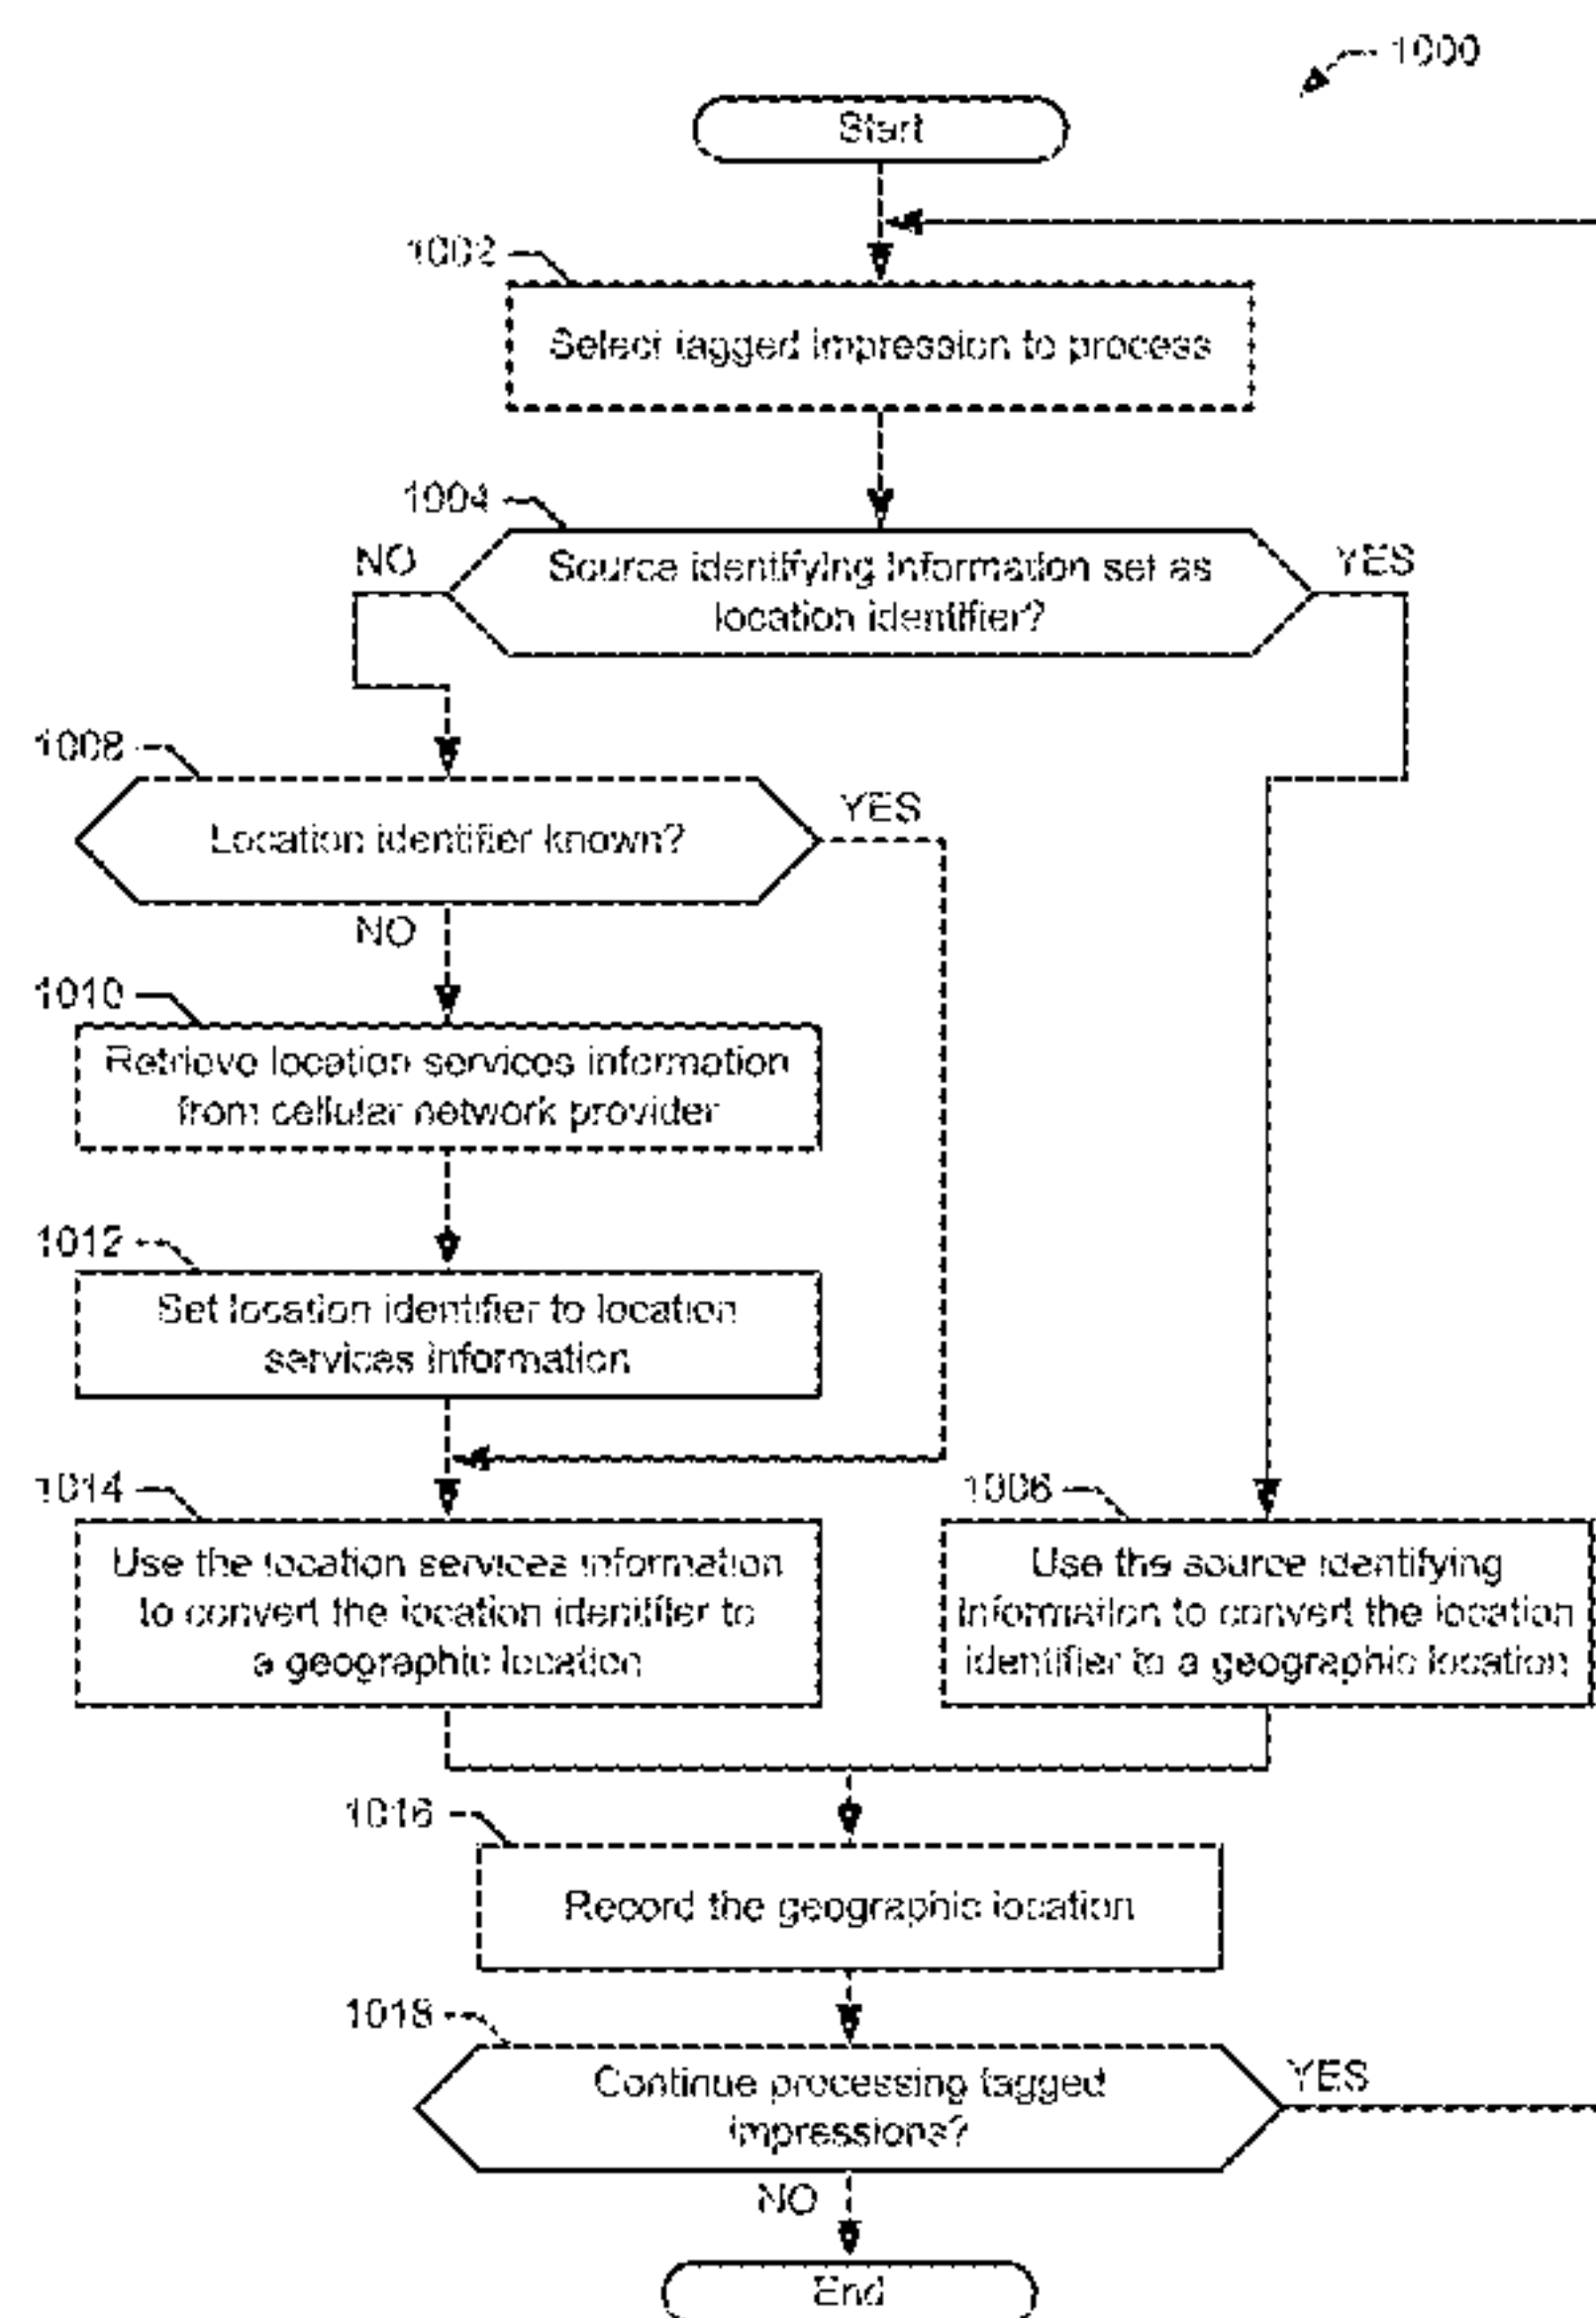 1000
Start
1002
Select tagged impression to process
1004
Source identifying information set as
location identifier?
NO
YES
1008
Location identifier known?
YES
NO
1010
Retrieve location services information
from cellular network provider
1012
Set location identifier to location
services information
1014
Use the location services information
to convert the location identifier to
a geographic location
1006
Use the source identifying
information to convert the location
identifier to a geographic location
1016
Record the geographic location
1018
Continue processing tagged
impressions?
YES
NO
End